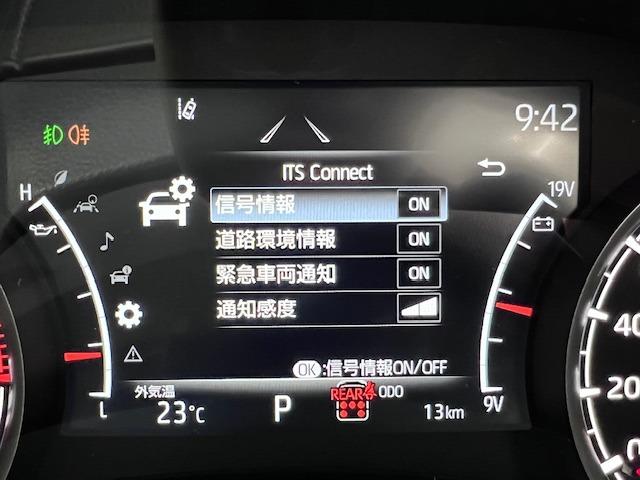 9:42
ITS Connect
H
19V
信号情報 ON
道路環境情報 ON
緊急車両通知 ON
通知感度
OK:信号情報ON/OFF
L
外気温
23℃
P
REAR
ODO
13km
9V
40
20
0